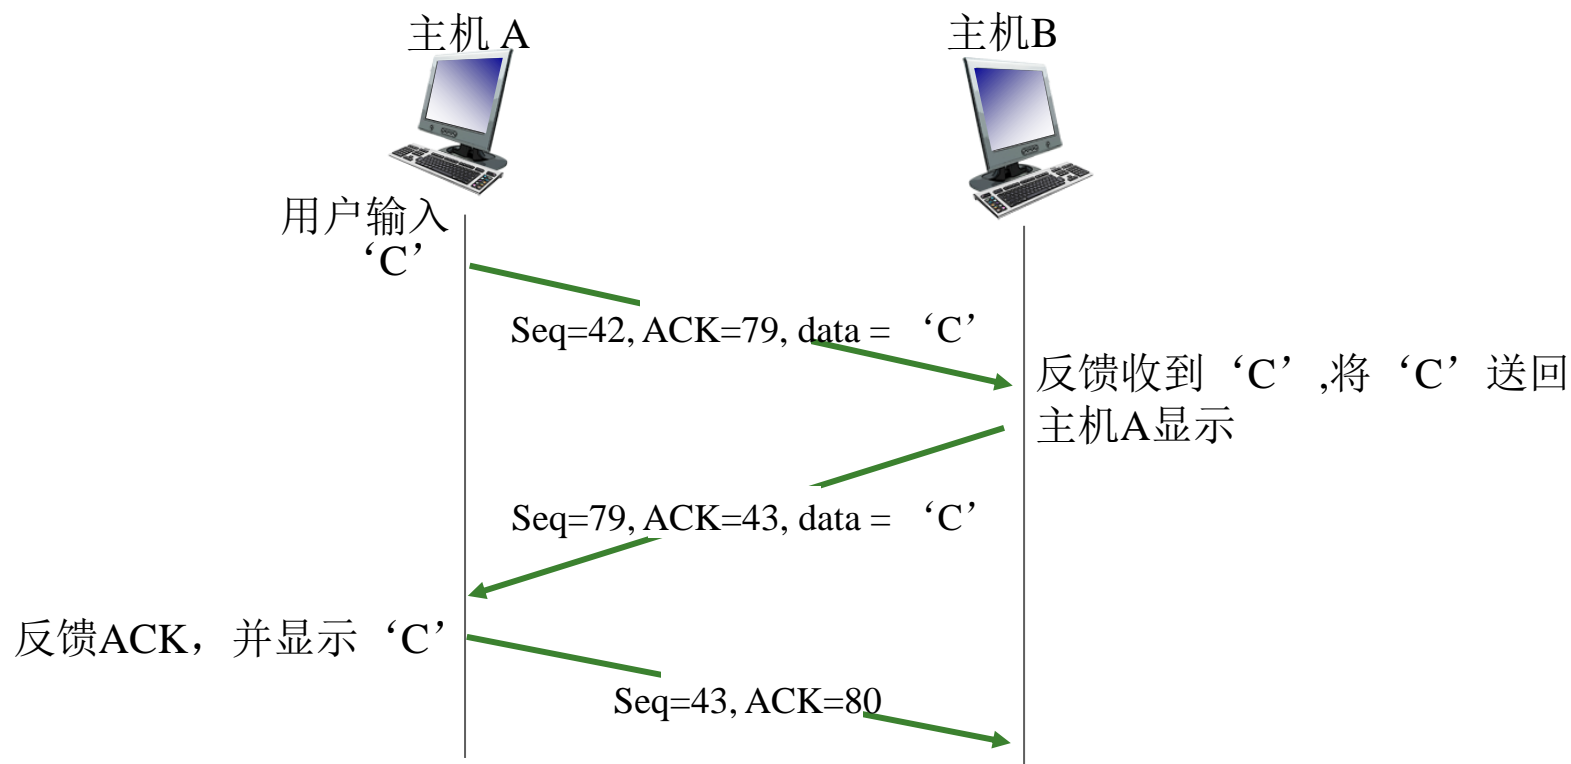 主机 A
主机B
用户输入
‘C’
Seq=42, ACK=79, data = ‘C’
反馈收到‘C’,将‘C’送回
主机A显示
Seq=79, ACK=43, data = ‘C’
反馈ACK，并显示‘C’
Seq=43, ACK=80